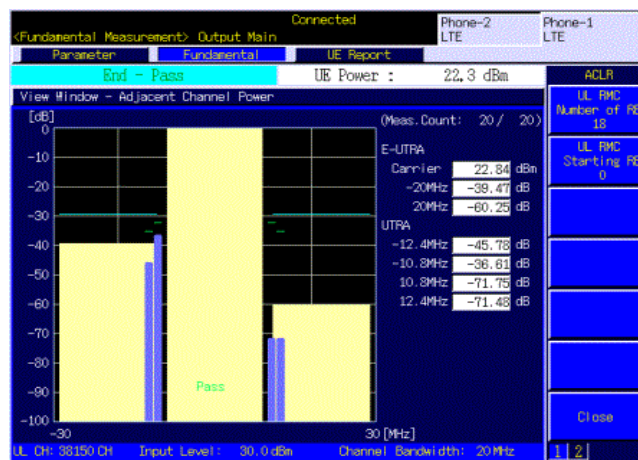 Connected
Phone-2
LTE
Phone-1
LTE
<Fundamental Measurement> Output Main
Parameter
Fundamental
UE Report
End - Pass
UE Power :
22.3 dBm
ACLR
View Window - Adjacent Channel Power
UL RMC
Number of RB
18
UL RMC
Starting RB
0
Close
1 2
[dB]
(Meas.Count: 20/ 20)
0
-10
-20
-30
-40
-50
-60
-70
-80
-90
-100
E-UTRA
Carrier 22.84 dBm
-20MHz -39.47 dB
20MHz -60.25 dB
UTRA
-12.4MHz -45.78 dB
-10.8MHz -36.61 dB
10.8MHz -71.75 dB
12.4MHz -71.48 dB
Pass
-30
30 [MHz]
UL CH: 38150 CH Input Level: 30.0 dBm Channel Bandwidth: 20 MHz